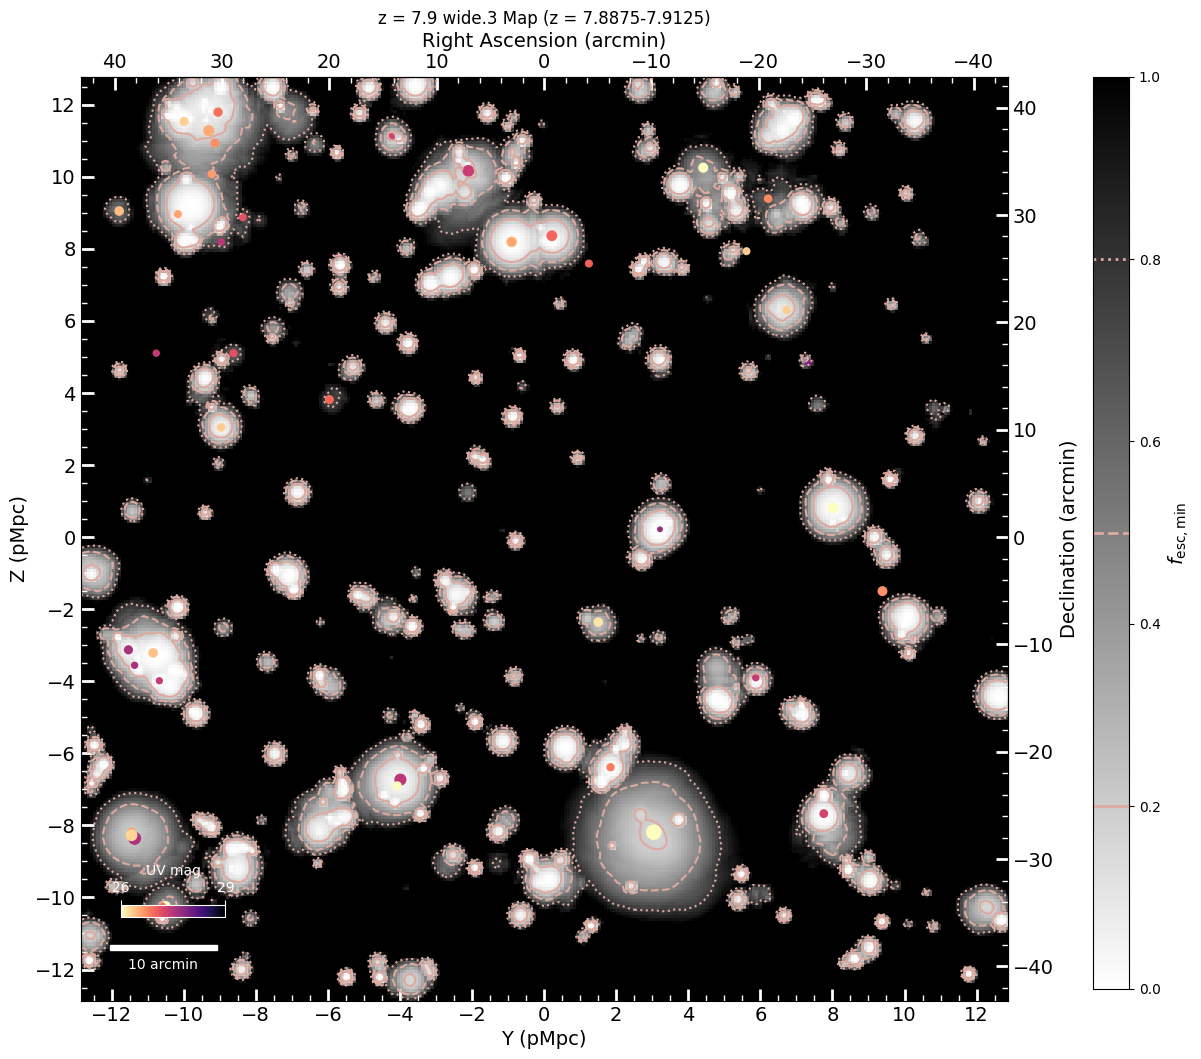 z = 7.9 wide.3 Map (z = 7.8875-7.9125)
Right Ascension (arcmin)
40 30 20 10 0 −10 −20 −30 −40
12 10 8 6 4 2 0 −2 −4 −6 −8 −10 −12
Z (pMpc)
40 30 20 10 0 −10 −20 −30 −40
Declination (arcmin)
1.0 0.8 0.6 0.4 0.2 0.0
f_esc,min
UV mag
26 29
10 arcmin
−12 −10 −8 −6 −4 −2 0 2 4 6 8 10 12
Y (pMpc)